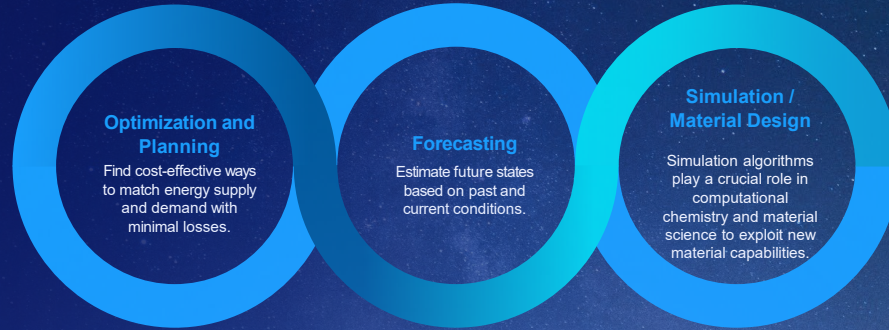 Optimization and
Planning
Find cost-effective ways
to match energy supply
and demand with
minimal losses.
Forecasting
Estimate future states
based on past and
current conditions.
Simulation /
Material Design
Simulation algorithms
play a crucial role in
computational
chemistry and material
science to exploit new
material capabilities.